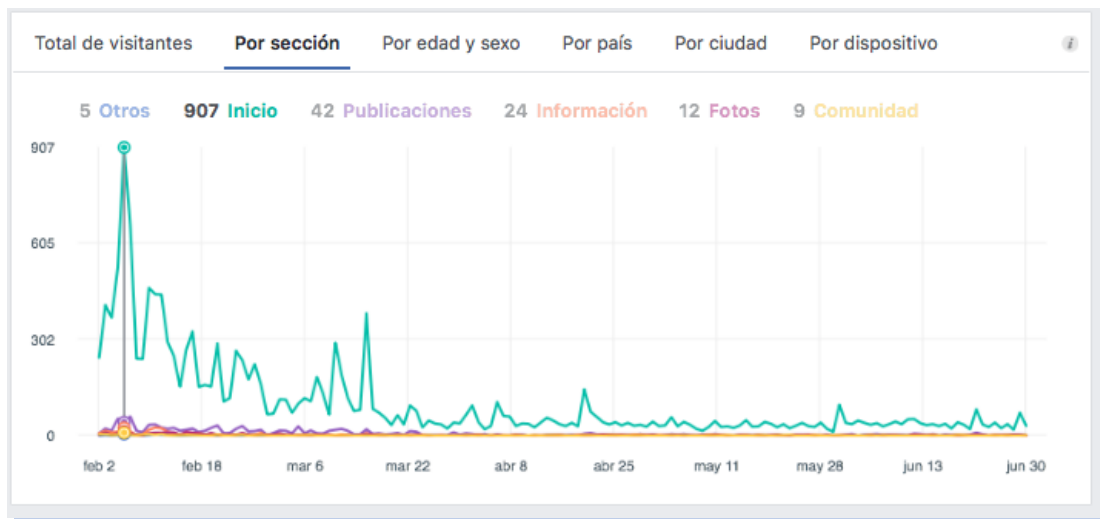 Total de visitantes Por sección Por edad y sexo Por país Por ciudad Por dispositivo i
5 Otros 907 Inicio 42 Publicaciones 24 Información 12 Fotos 9 Comunidad
907
605
302
0
feb 2 feb 18 mar 6 mar 22 abr 8 abr 25 may 11 may 28 jun 13 jun 30